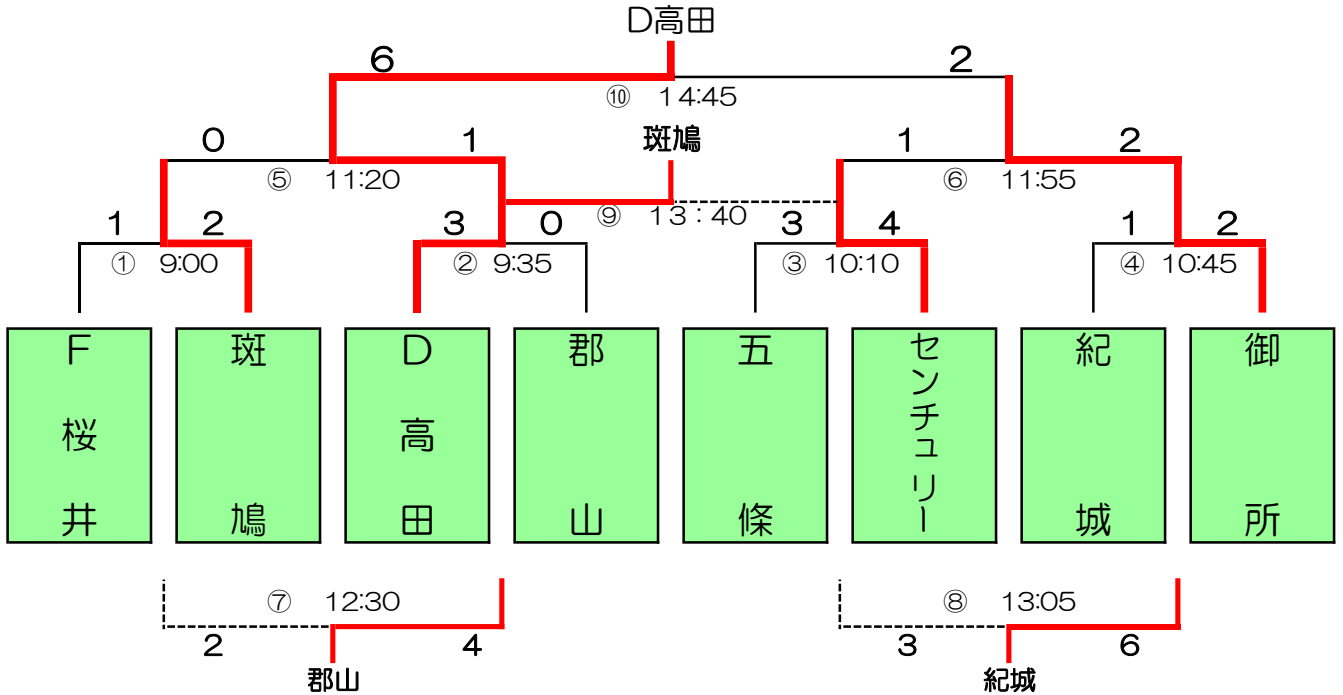 D高田
6 2
⑩ 14:45
0 1 斑鳩 1 2
⑤ 11:20 ⑥ 11:55
⑨ 13:40
1 2 3 0 3 4 1 2
① 9:00 ② 9:35 ③ 10:10 ④ 10:45
F桜井
斑鳩
D高田
郡山
五條
センチュリー
紀城
御所
⑦ 12:30 ⑧ 13:05
2 4 3 6
郡山 紀城